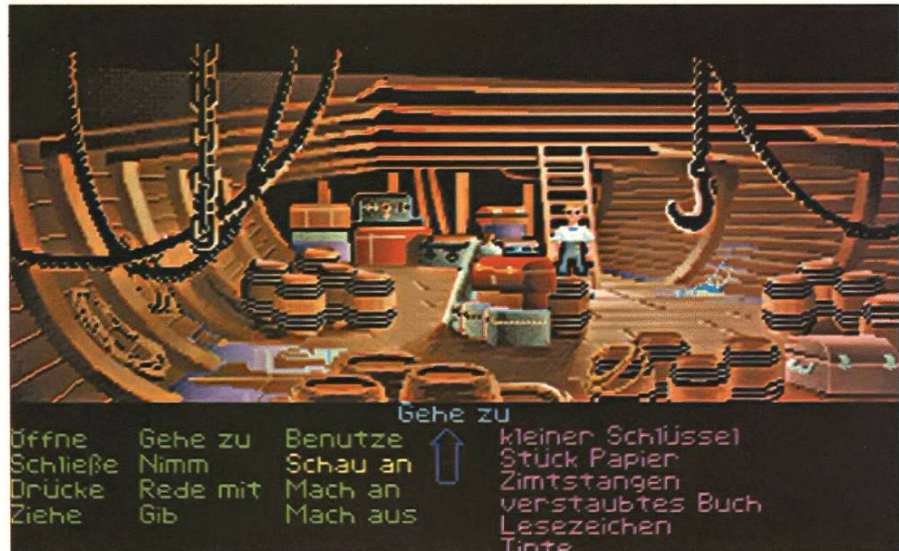 Gehe zu
Öffne Gehe zu Benutze
Schließe Nimm Schau an
Drücke Rede mit Mach an
Ziehe Gib Mach aus
kleiner Schlüssel
Stück Papier
Zimtstangen
verstaubtes Buch
Lesezeichen
Tinte